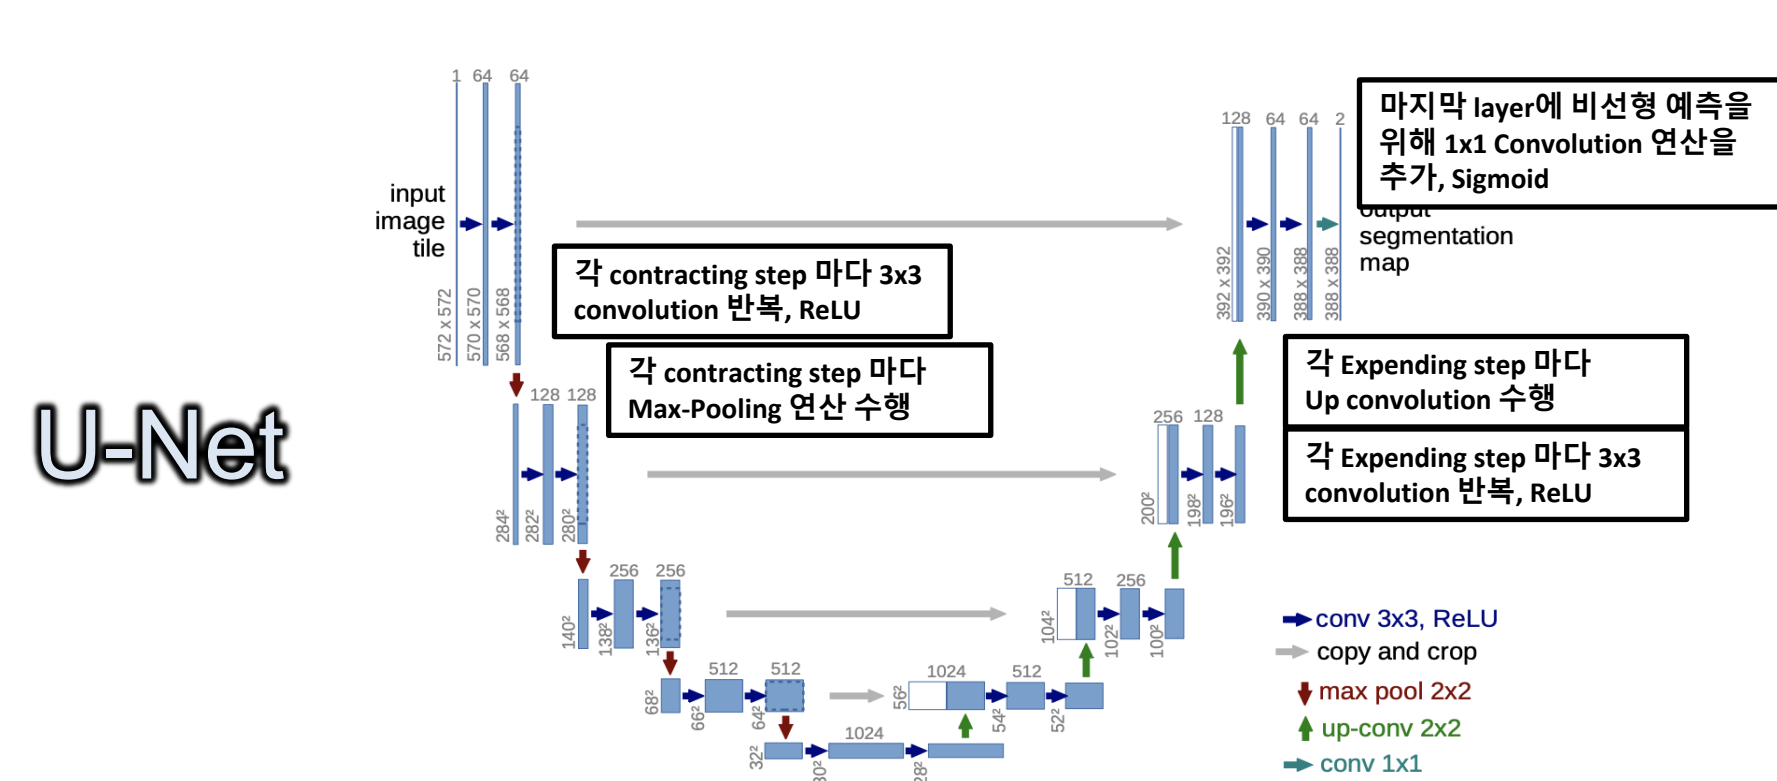 U-Net
1 64 64
input
image
tile
572 x 572
570 x 570
568 x 568
128 128
284²
282²
280²
256 256
140²
138²
136²
512 512
68²
66²
64²
1024
32²
각 contracting step 마다 3x3
convolution 반복, ReLU
각 contracting step 마다
Max-Pooling 연산 수행
1024 512
56²
54²
52²
512 256
104²
102²
100²
256 128
200²
198²
196²
128 64 64 2
392 x 392
390 x 390
388 x 388
388 x 388
마지막 layer에 비선형 예측을
위해 1x1 Convolution 연산을
추가, Sigmoid
output
segmentation
map
각 Expending step 마다
Up convolution 수행
각 Expending step 마다 3x3
convolution 반복, ReLU
conv 3x3, ReLU
copy and crop
max pool 2x2
up-conv 2x2
conv 1x1